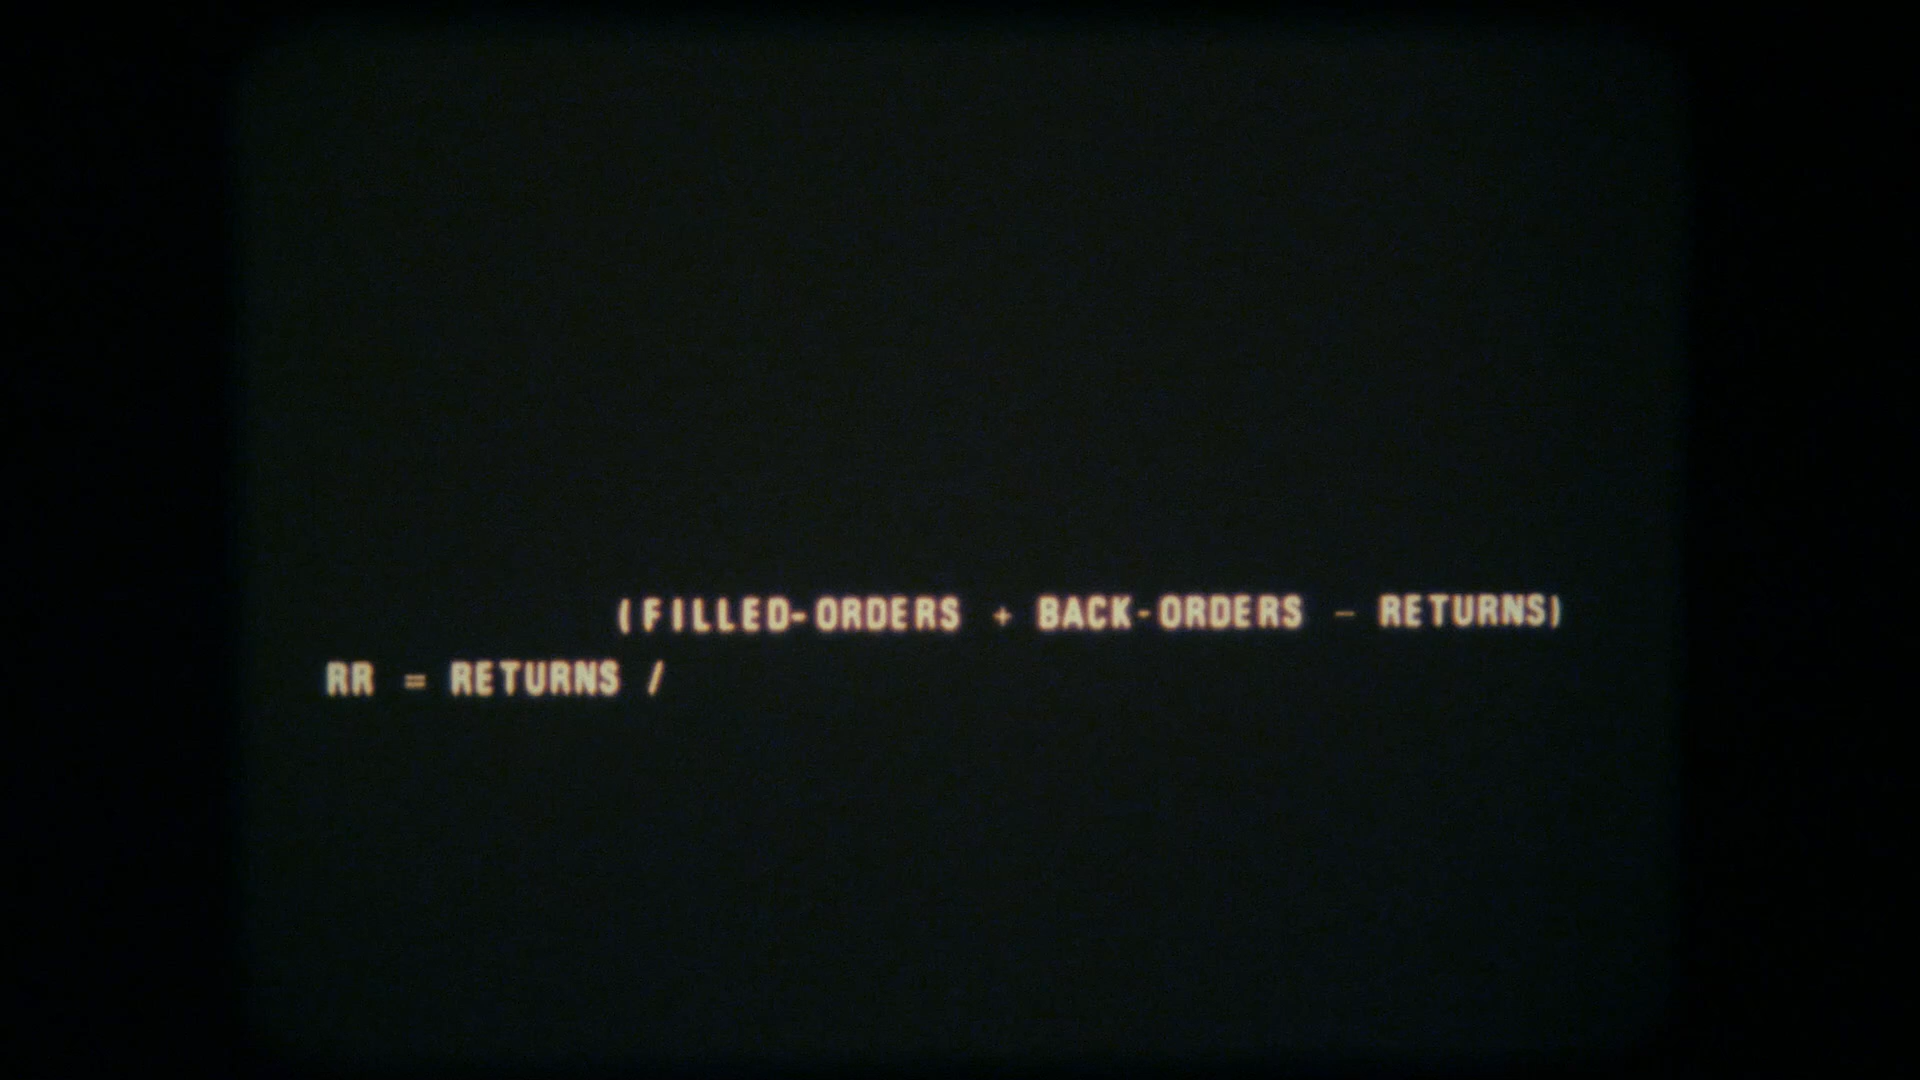 (FILLED-ORDERS + BACK-ORDERS - RETURNS)
RR = RETURNS /